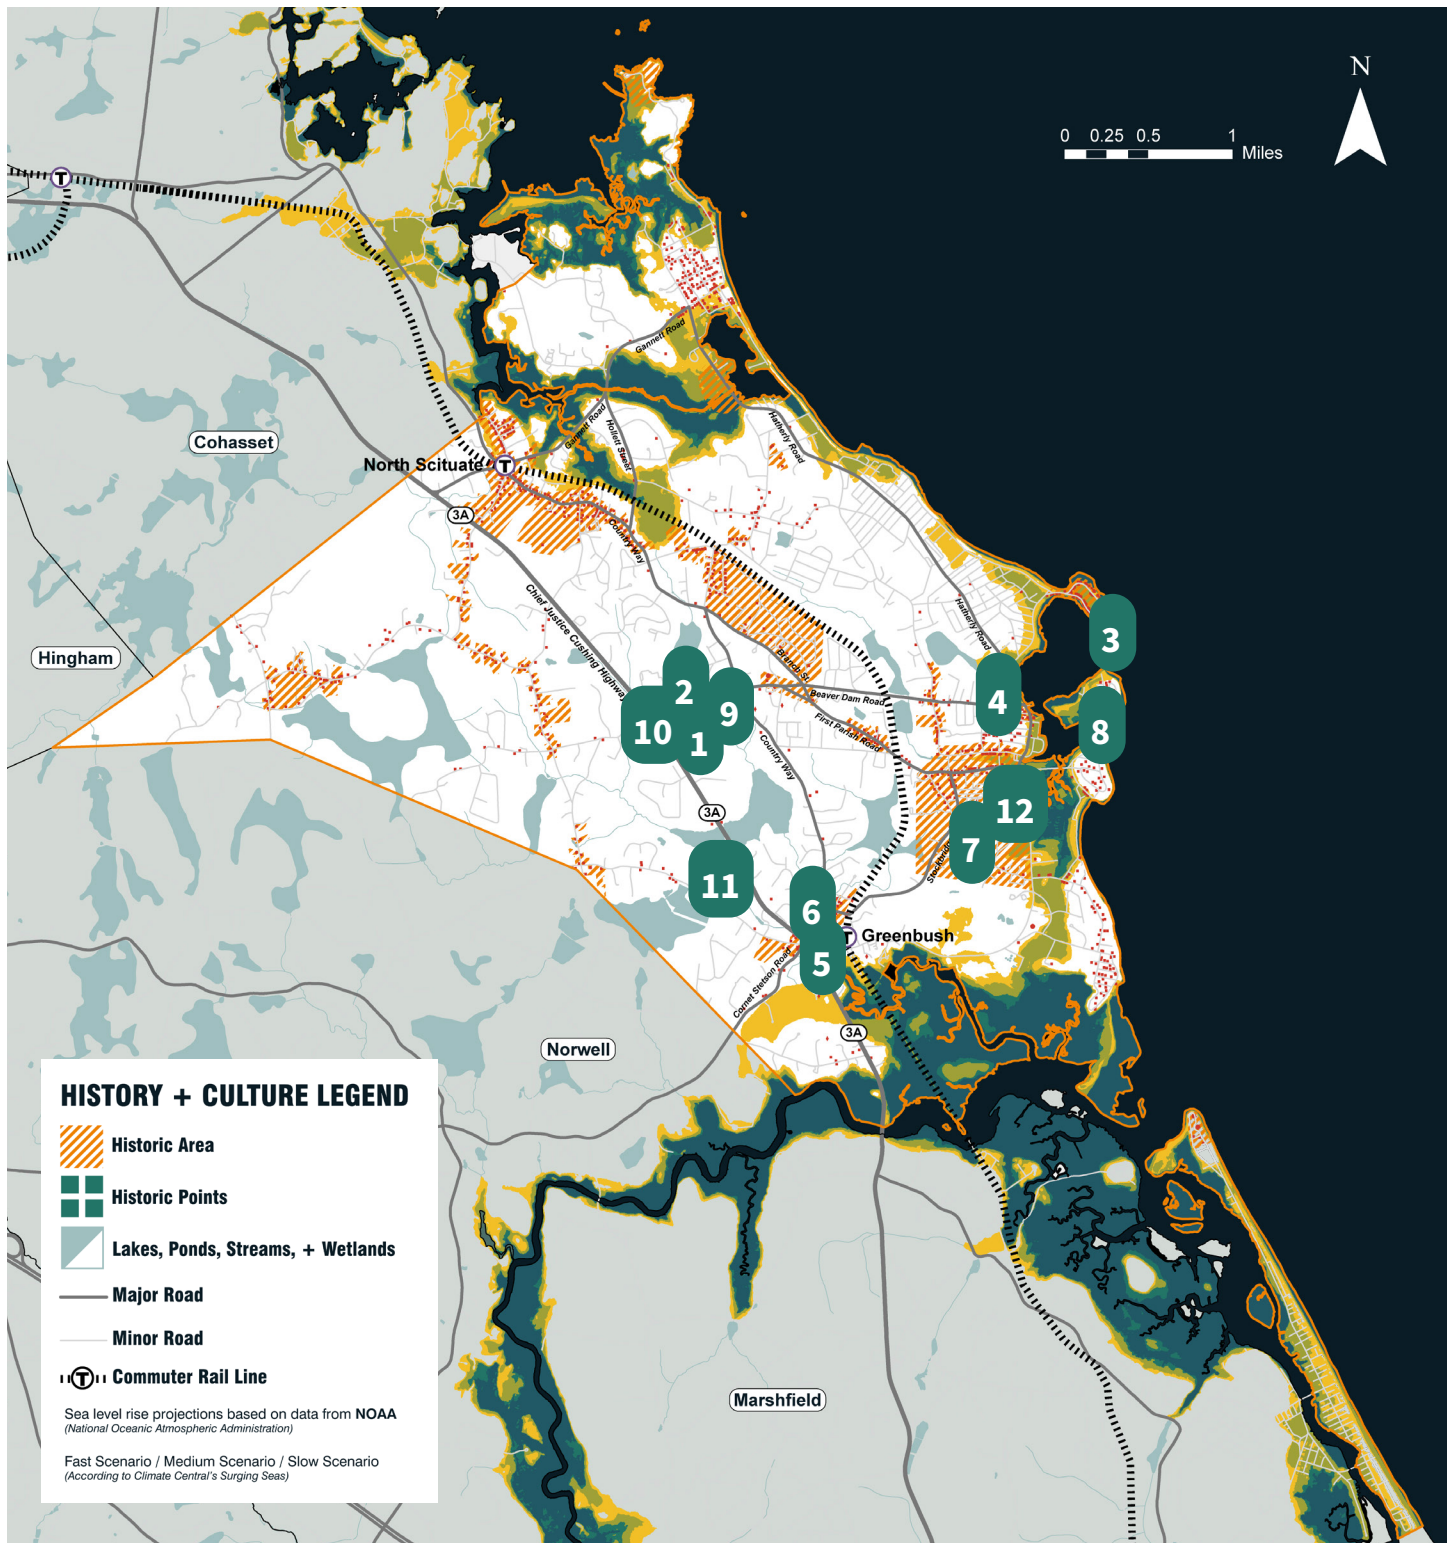 N
0 0.25 0.5 1
Miles
T
Gannett Road
Cohasset
Gannett Road
Hollett Street
Hatherly Road
North Scituate
T
3A
Country Way
Chief Justice Cushing Highway
Hatherly Road
3
Hingham
Branch St.
2
4
Beaver Dam Road
9
10
1
First Parish Road
8
Country Way
3A
12
7
11
6
T
Greenbush
5
Cornet Stetson Road
3A
Norwell
HISTORY + CULTURE LEGEND
Historic Area
Historic Points
Lakes, Ponds, Streams, + Wetlands
Major Road
Minor Road
T
Commuter Rail Line
Sea level rise projections based on data from NOAA
(National Oceanic Atmospheric Administration)
Fast Scenario / Medium Scenario / Slow Scenario
(According to Climate Central's Surging Seas)
Marshfield